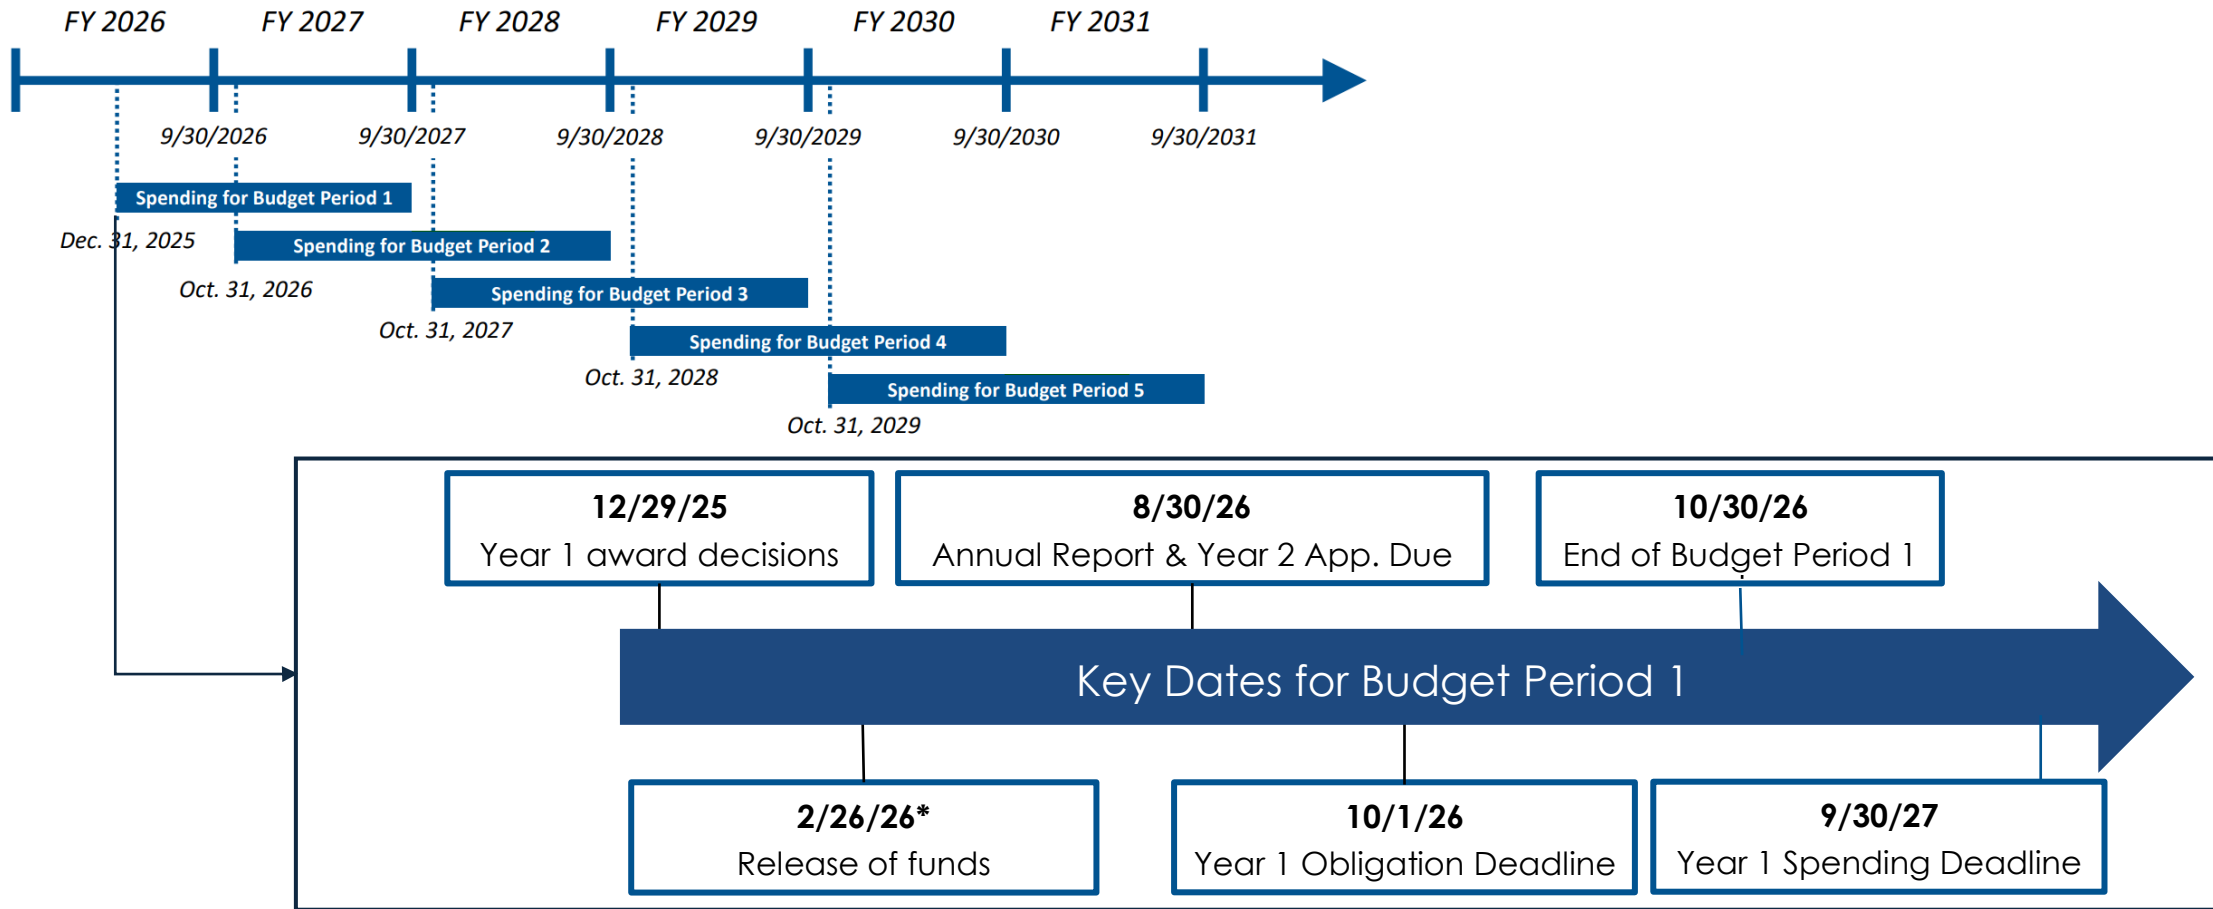 FY 2026
FY 2027
FY 2028
FY 2029
FY 2030
FY 2031
9/30/2026
9/30/2027
9/30/2028
9/30/2029
9/30/2030
9/30/2031
Spending for Budget Period 1
Dec. 31, 2025
Spending for Budget Period 2
Oct. 31, 2026
Spending for Budget Period 3
Oct. 31, 2027
Spending for Budget Period 4
Oct. 31, 2028
Spending for Budget Period 5
Oct. 31, 2029
12/29/25
Year 1 award decisions
8/30/26
Annual Report & Year 2 App. Due
10/30/26
End of Budget Period 1
Key Dates for Budget Period 1
2/26/26*
Release of funds
10/1/26
Year 1 Obligation Deadline
9/30/27
Year 1 Spending Deadline